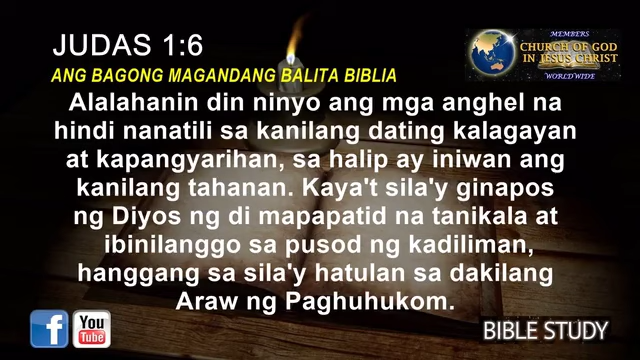 JUDAS 1:6
ANG BAGONG MAGANDANG BALITA BIBLIA
MEMBERS
CHURCH OF GOD
IN JESUS CHRIST
WORLDWIDE
Alalahanin din ninyo ang mga anghel na
hindi nanatili sa kanilang dating kalagayan
at kapangyarihan, sa halip ay iniwan ang
kanilang tahanan. Kaya't sila'y ginapos
ng Diyos ng di mapapatid na tanikala at
ibinilanggo sa pusod ng kadiliman,
hanggang sa sila'y hatulan sa dakilang
Araw ng Paghuhukom.
f
You
Tube
BIBLE STUDY